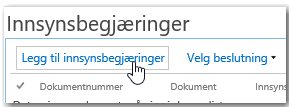 Innsynsbegjæringer
Legg til innsynsbegjæringer Velg beslutning
Dokumentnummer Dokument Innsyns